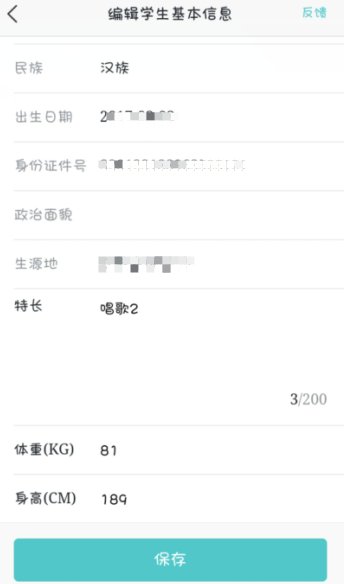 编辑学生基本信息 反馈
民族 汉族
出生日期
身份证件号
政治面貌
生源地
特长 唱歌2
3/200
体重(KG) 81
身高(CM) 189
保存